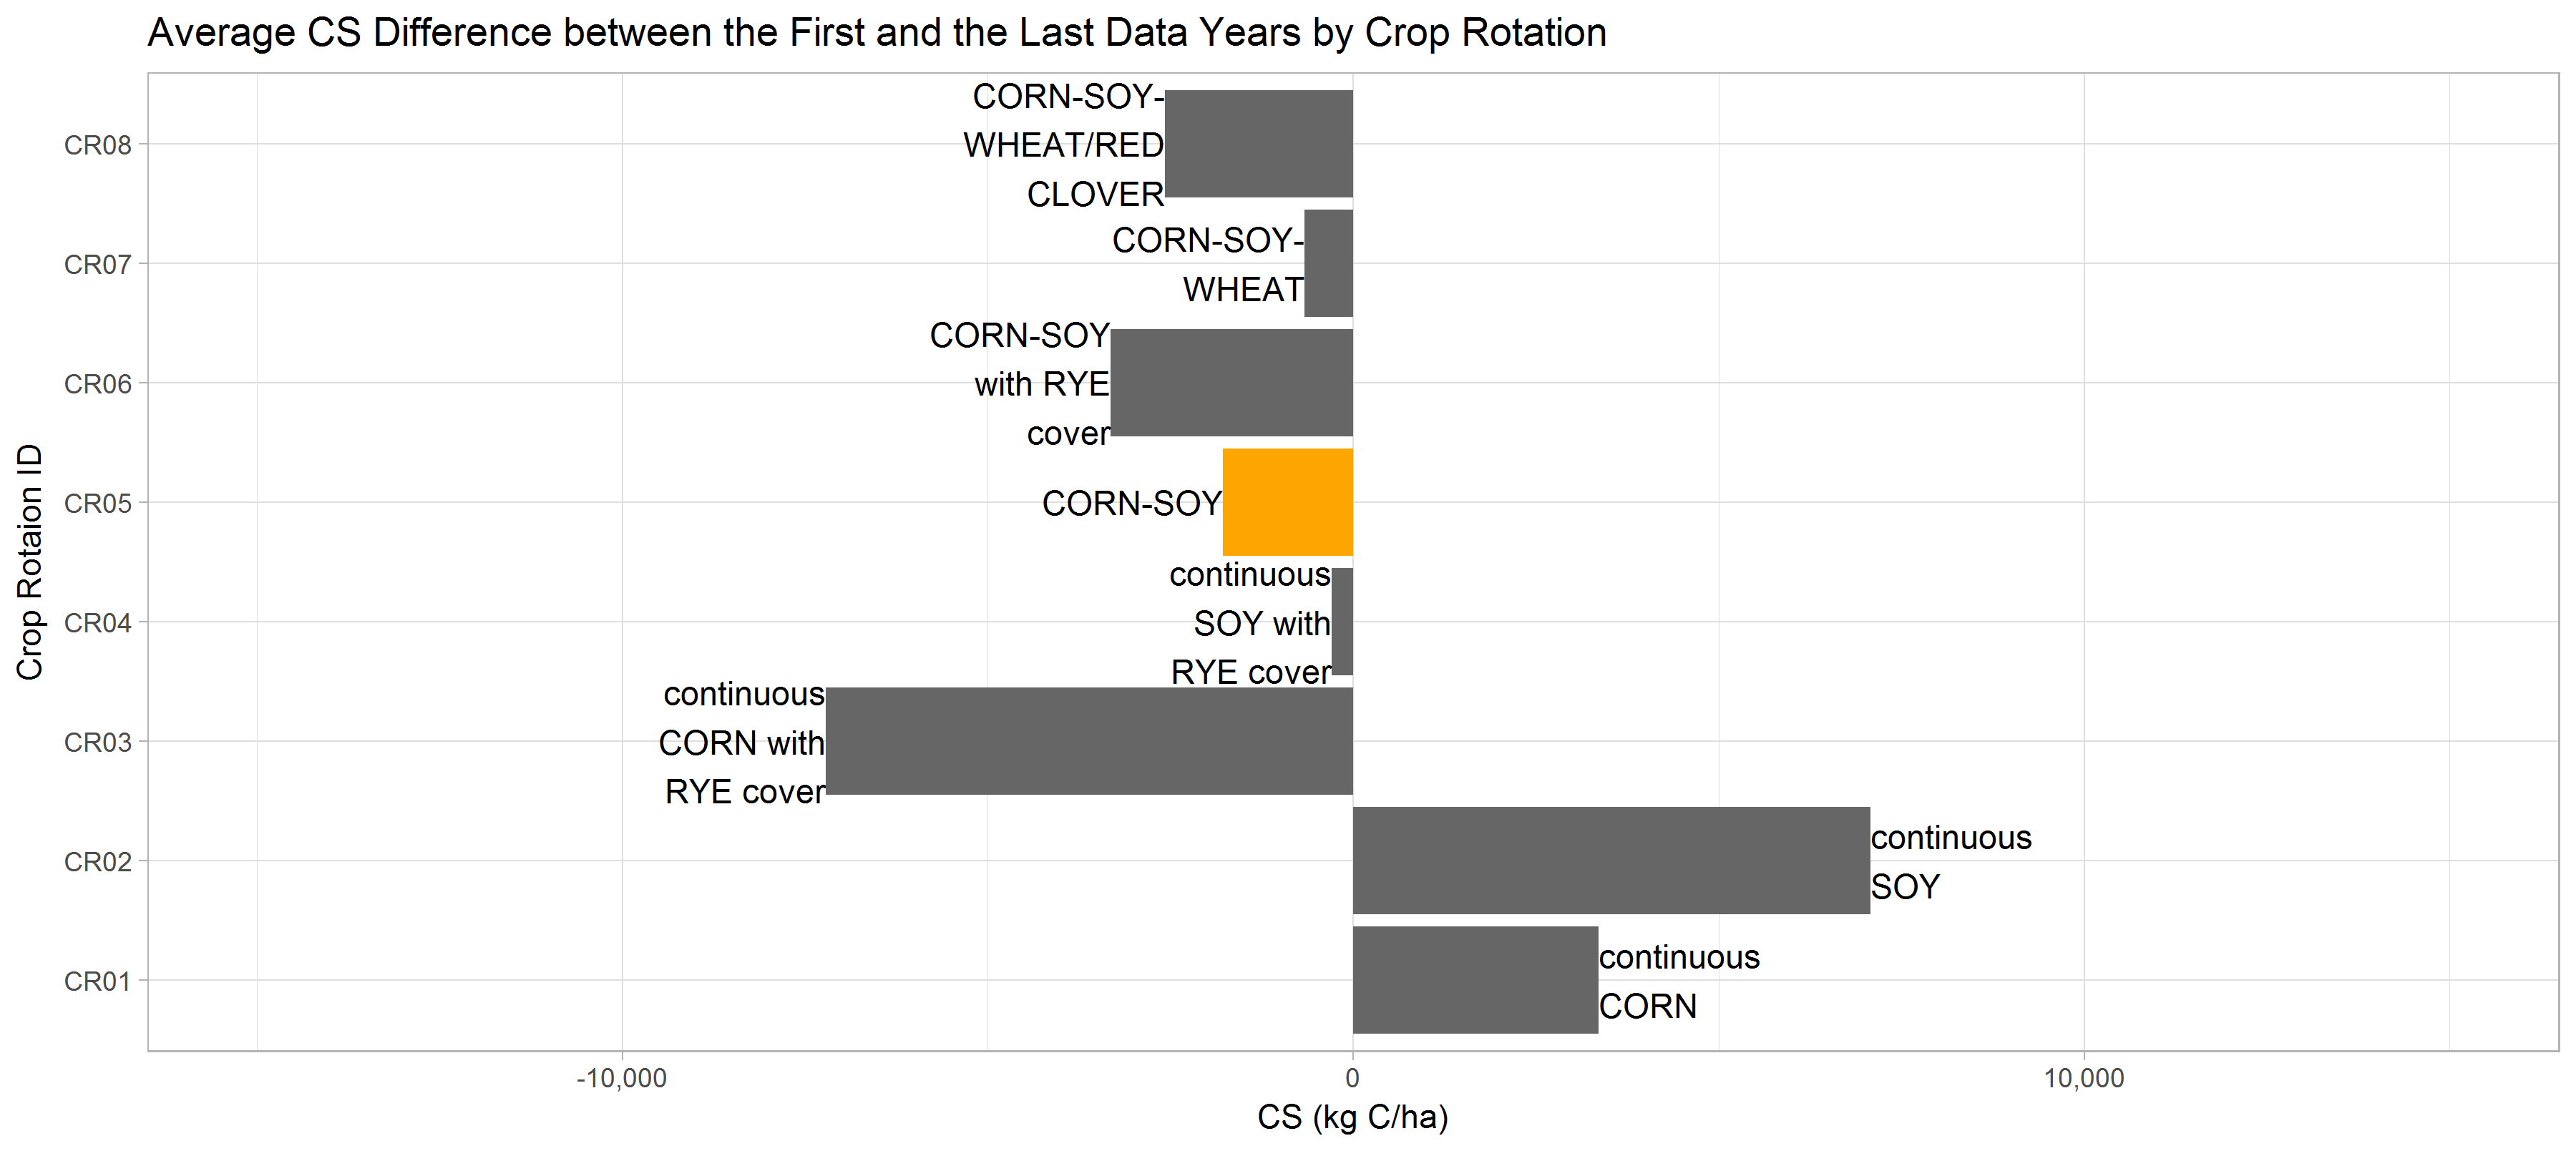 Average CS Difference between the First and the Last Data Years by Crop Rotation
Crop Rotation ID
CR08
CORN-SOY-
WHEAT/RED
CLOVER
CR07
CORN-SOY-
WHEAT
CR06
CORN-SOY
with RYE
cover
CR05
CORN-SOY
CR04
continuous
SOY with
RYE cover
CR03
continuous
CORN with
RYE cover
CR02
continuous
SOY
CR01
continuous
CORN
-10,000
0
10,000
CS (kg C/ha)